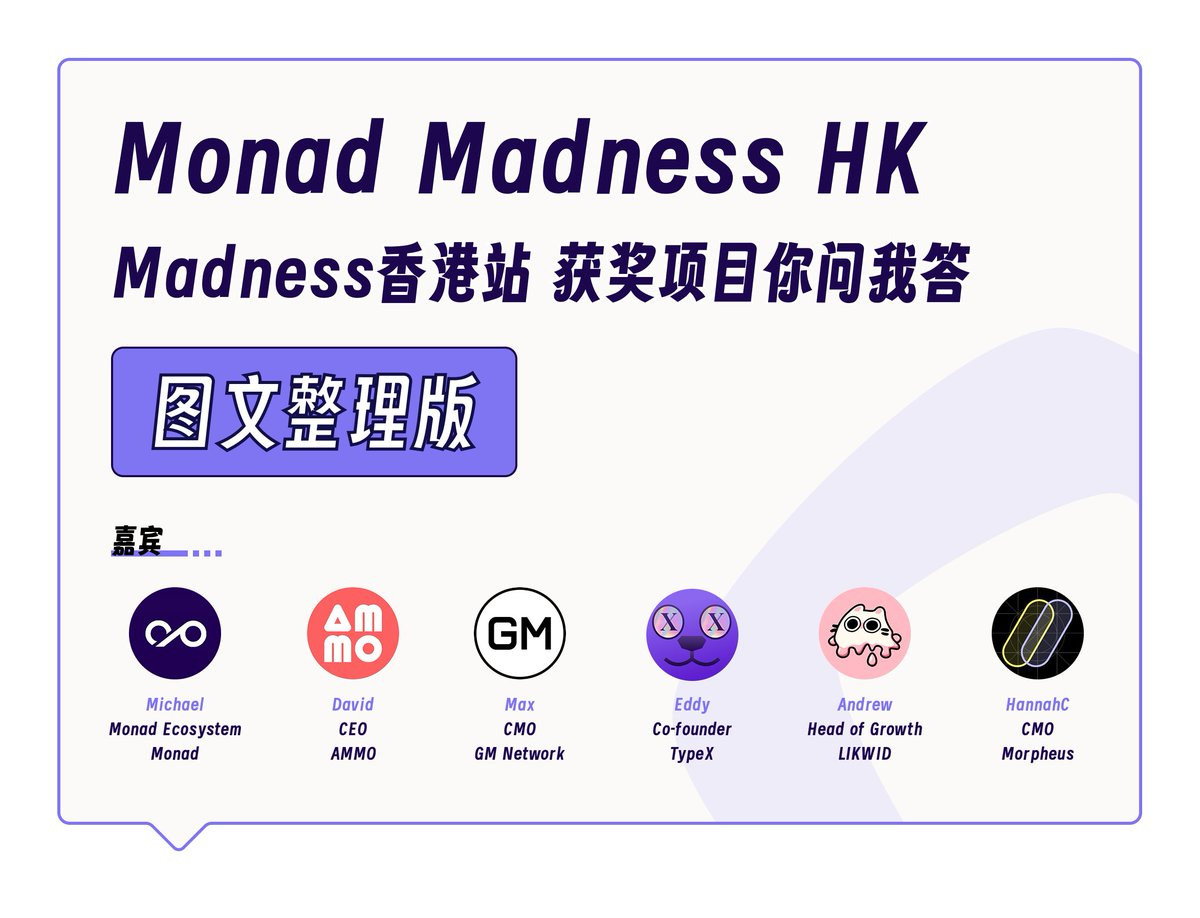 Monad Madness HK
Madness香港站 获奖项目你问我答
图文整理版
嘉宾
AM
MO
GM
X X
Michael
Monad Ecosystem
Monad
David
CEO
AMMO
Max
CMO
GM Network
Eddy
Co-founder
TypeX
Andrew
Head of Growth
LIKWID
HannahC
CMO
Morpheus